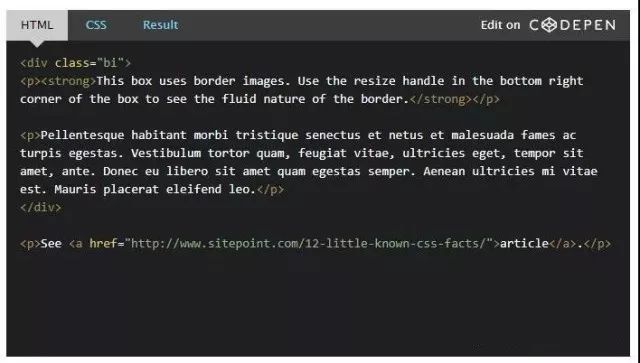 HTML CSS Result Edit on CODEPEN
<div class="bi">
<p><strong>This box uses border images. Use the resize handle in the bottom right
corner of the box to see the fluid nature of the border.</strong></p>
<p>Pellentesque habitant morbi tristique senectus et netus et malesuada fames ac
turpis egestas. Vestibulum tortor quam, feugiat vitae, ultricies eget, tempor sit
amet, ante. Donec eu libero sit amet quam egestas semper. Aenean ultricies mi vitae
est. Mauris placerat eleifend leo.</p>
</div>
<p>See <a href="http://www.sitepoint.com/12-little-known-css-facts/">article</a>.</p>